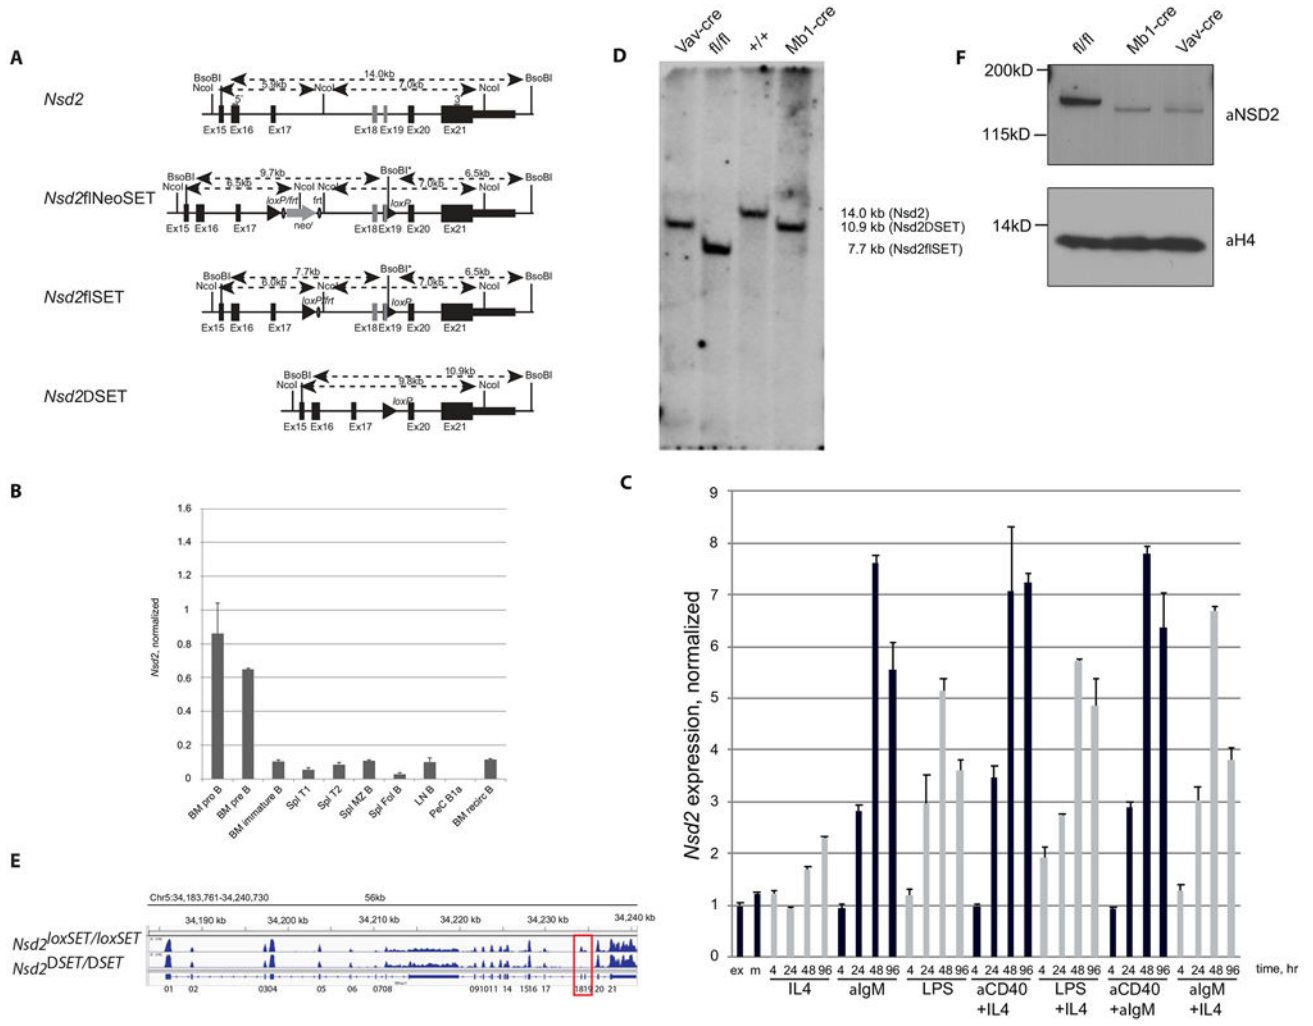 A
Nsd2
BsoBI
NcoI
14.0kb
5.9kb
NcoI
7.0kb
BsoBI
NcoI
5'
3'
Ex15 Ex16 Ex17 Ex18 Ex19 Ex20 Ex21
Nsd2flNeoSET
BsoBI
NcoI
9.7kb
6.5kb
NcoI
NcoI
BsoBI*
6.5kb
7.0kb
BsoBI
NcoI
loxP/frt
frt
loxP
neoʳ
Ex15 Ex16 Ex17 Ex18 Ex19 Ex20 Ex21
Nsd2flSET
BsoBI
NcoI
7.7kb
6.0kb
NcoI
BsoBI*
6.5kb
7.0kb
BsoBI
NcoI
loxP/frt
loxP
Ex15 Ex16 Ex17 Ex18 Ex19 Ex20 Ex21
Nsd2DSET
BsoBI
NcoI
10.9kb
9.8kb
BsoBI
NcoI
loxP
Ex15 Ex16 Ex17 Ex20 Ex21
D
Vav-cre
fl/fl
+/+
Mb1-cre
14.0 kb (Nsd2)
10.9 kb (Nsd2DSET)
7.7 kb (Nsd2flSET)
F
fl/fl
Mb1-cre
Vav-cre
200kD
115kD
aNSD2
14kD
aH4
B
Nsd2, normalized
1.6
1.4
1.2
1
0.8
0.6
0.4
0.2
0
BM pro B
BM pre B
BM immature B
Spl T1
Spl T2
Spl MZ B
Spl Fol B
LN B
PeC B1a
BM recirc B
C
Nsd2 expression, normalized
9
8
7
6
5
4
3
2
1
0
ex m 4 24 48 96 4 24 48 96 4 24 48 96 4 24 48 96 4 24 48 96 4 24 48 96 4 24 48 96 time, hr
IL4
aIgM
LPS
aCD40
+IL4
LPS
+IL4
aCD40
+aIgM
aIgM
+IL4
E
Chr5:34,183,761-34,240,730 56kb
34,190 kb 34,200 kb 34,210 kb 34,220 kb 34,230 kb 34,240 kb
Nsd2loxSET/loxSET
Nsd2DSET/DSET
01 02 0304 05 06 0708 091011 14 1516 17 1819 20 21